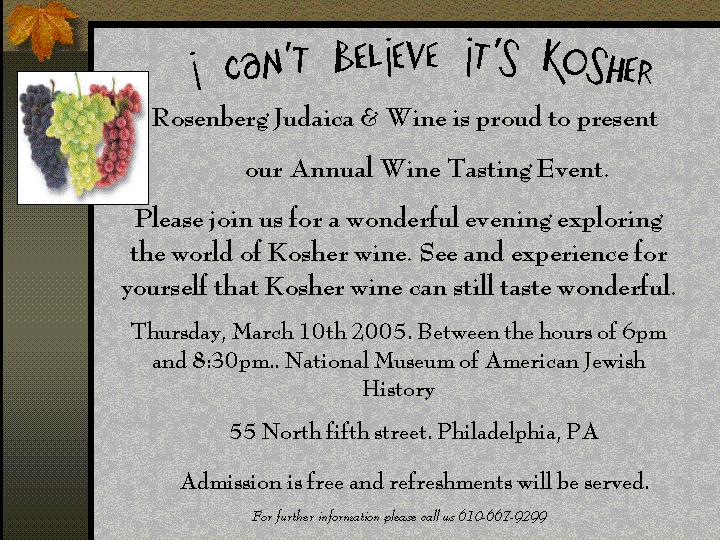 i CAN'T BELiEVE iT'S KOSHER
Rosenberg Judaica & Wine is proud to present
our Annual Wine Tasting Event.
Please join us for a wonderful evening exploring
the world of Kosher wine. See and experience for
yourself that Kosher wine can still taste wonderful.
Thursday, March 10th 2005. Between the hours of 6pm
and 8:30pm.. National Museum of American Jewish
History
55 North fifth street. Philadelphia, PA
Admission is free and refreshments will be served.
For further information please call us 610-667-9299